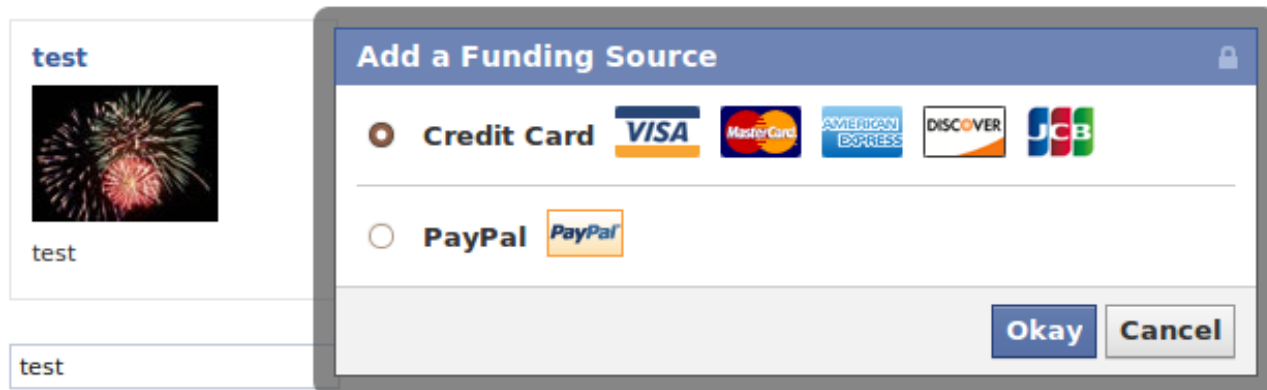 test
test
test
Add a Funding Source
Credit Card VISA MasterCard AMERICAN EXPRESS DISCOVER JCB
PayPal PayPal
Okay Cancel